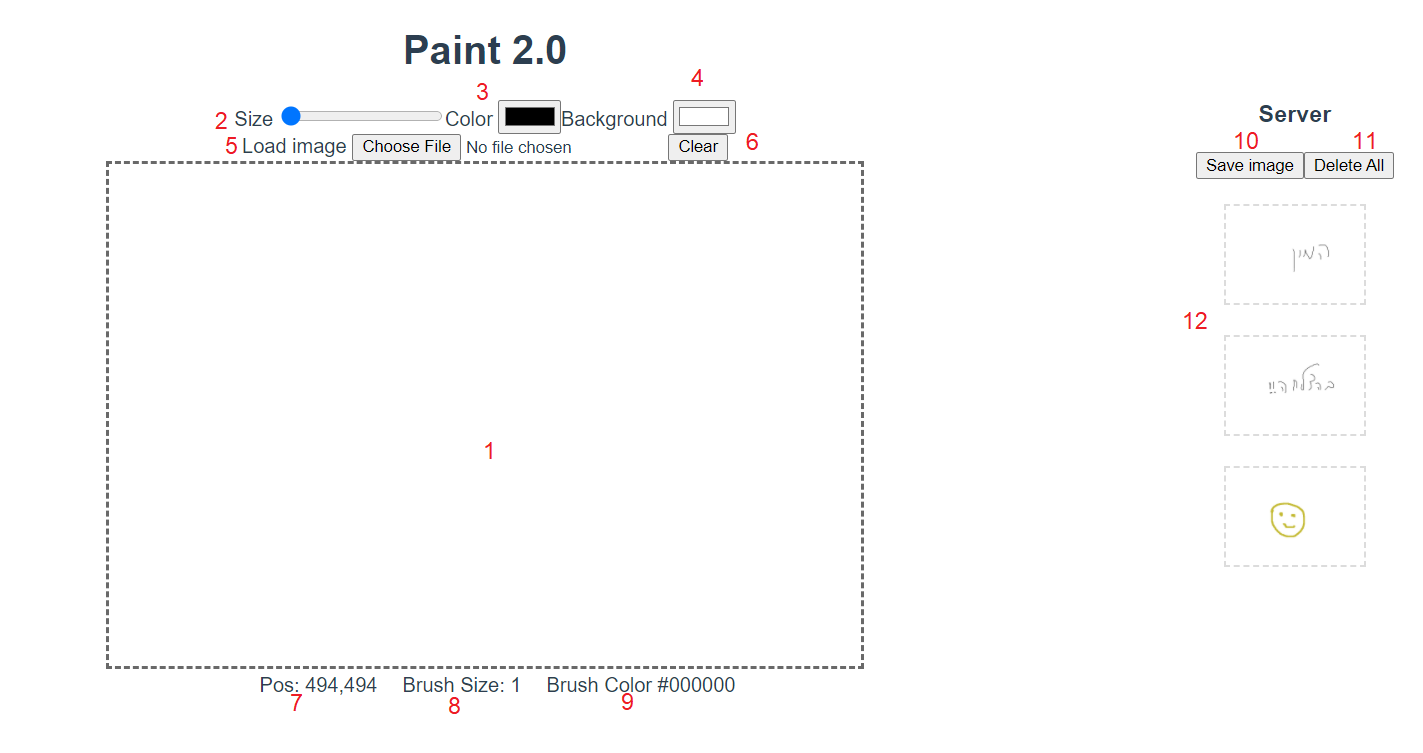 Paint 2.0
3
4
2 Size Color Background
5 Load image Choose File No file chosen Clear 6
1
Pos: 494,494 Brush Size: 1 Brush Color #000000
7 8 9
Server
10 11
Save image Delete All
המין
12
בהצלחה!!